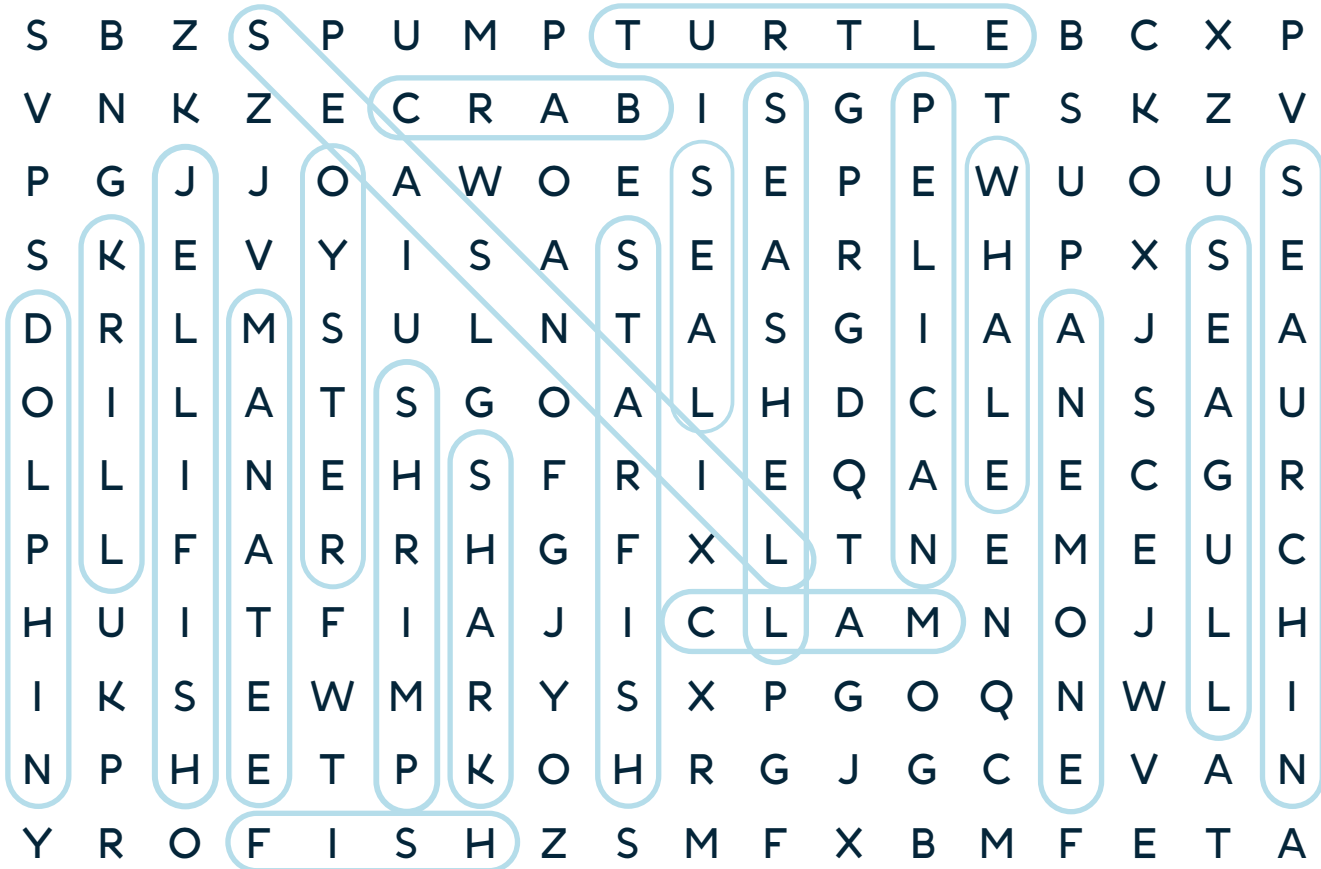 S B Z S P U M P T U R T L E B C X P
V N K Z E C R A B I S G P T S K Z V
P G J J O A W O E S E P E W U O U S
S K E V Y I S A S E A R L H P X S E
D R L M S U L N T A S G I A A J E A
O I L A T S G O A L H D C L N S A U
L L I N E H S F R I E Q A E E C G R
P L F A R R H G F X L T N E M E U C
H U I T F I A J I C L A M N O J L H
I K S E W M R Y S X P G O Q N W L I
N P H E T P K O H R G J G C E V A N
Y R O F I S H Z S M F X B M F E T A